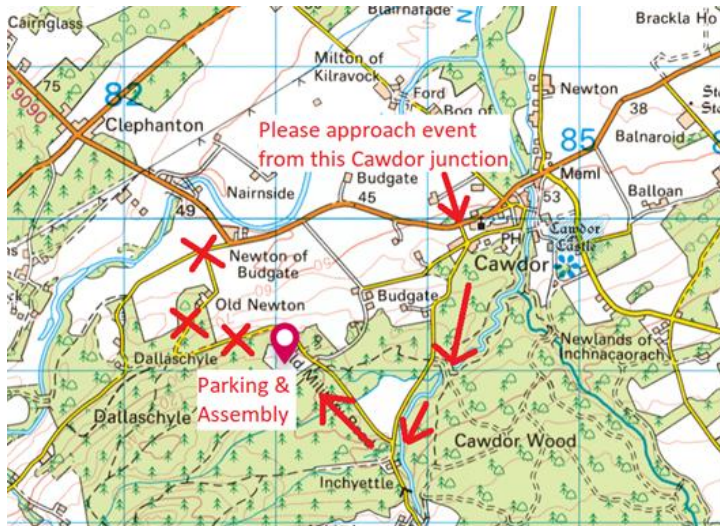 Cairnglass
Blairnafade
Brackla Ho
N
75
9090
82
Milton of
Kilravock
Ford
Newton
38
Clephanton
Bog of
Please approach event
from this Cawdor junction
85
Balnaroid
Meml
Nairnside
Budgate
45
Balloan
49
53
PH
Cawdor
Castle
Newton of
Budgate
50
Cawdor
Old Newton
Budgate
Newlands of
Inchnacaorach
Dallaschyle
Parking &
Assembly
Dallaschyle
Cawdor Wood
Inchyettle